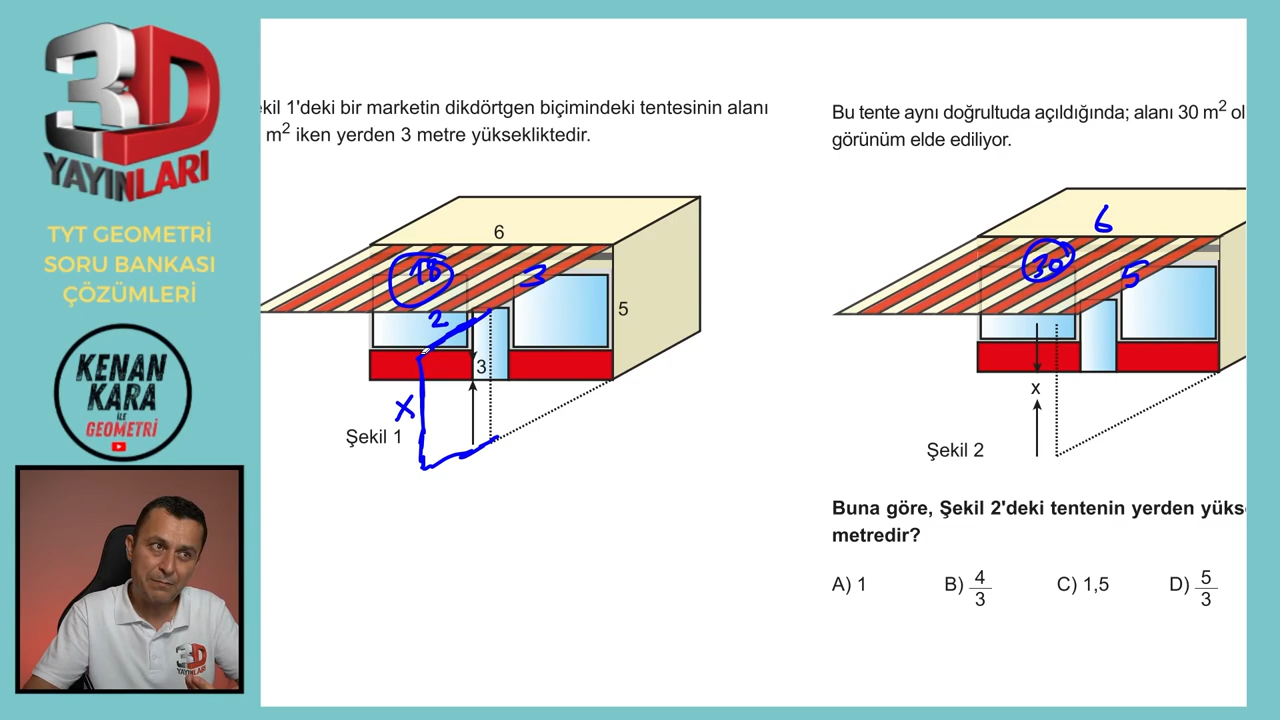 3D
YAYINLARI
TYT GEOMETRİ
SORU BANKASI
ÇÖZÜMLERİ
KENAN
KARA
İLE
GEOMETRİ
3D
YAYINLARI
ekil 1'deki bir marketin dikdörtgen biçimindeki tentesinin alanı
m² iken yerden 3 metre yüksekliktedir.
6
18
3
2
5
3
X
Şekil 1
Bu tente aynı doğrultuda açıldığında; alanı 30 m² ol
görünüm elde ediliyor.
6
30
5
x
Şekil 2
Buna göre, Şekil 2'deki tentenin yerden yüks
metredir?
A) 1 B) 4/3 C) 1,5 D) 5/3